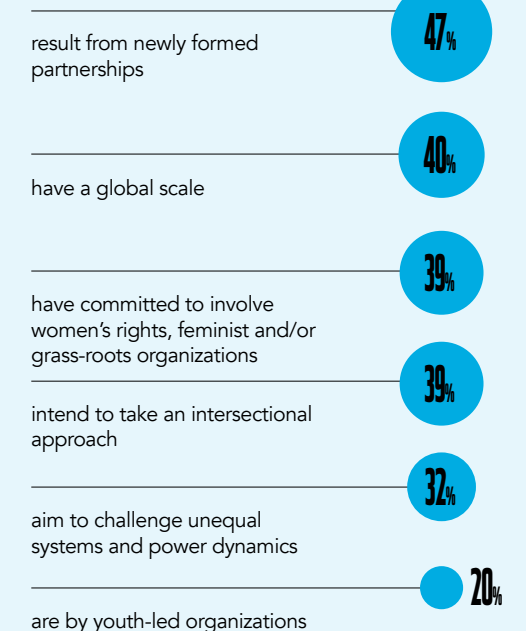 47%
result from newly formed
partnerships
40%
have a global scale
39%
have committed to involve
women's rights, feminist and/or
grass-roots organizations
39%
intend to take an intersectional
approach
32%
aim to challenge unequal
systems and power dynamics
20%
are by youth-led organizations